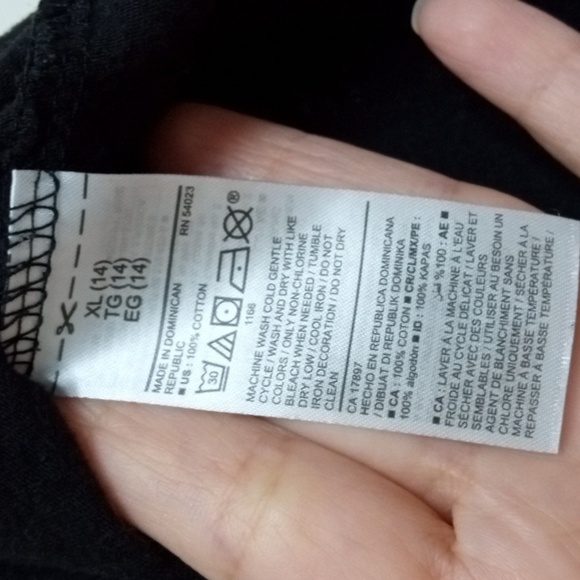 XL (14)
TG (14)
EG (14)
MADE IN DOMINICAN
REPUBLIC RN 54023
■ US : 100% COTTON
30
®
1166
MACHINE WASH COLD GENTLE
CYCLE / WASH AND DRY WITH LIKE
COLORS / ONLY NON-CHLORINE
BLEACH WHEN NEEDED / TUMBLE
DRY LOW / COOL IRON / DO NOT
IRON DECORATION / DO NOT DRY
CLEAN
CA 17897
HECHO EN REPUBLICA DOMINICANA
/ DIBUAT DI REPUBLIK DOMINIKA
■ CA : 100% COTON ■ CR/CL/MX/PE :
100% algodón ■ ID : 100% KAPAS
%100 : AE ■
■ CA : LAVER À LA MACHINE À L'EAU
FROIDE AU CYCLE DÉLICAT / LAVER ET
SÉCHER AVEC DES COULEURS
SEMBLABLES / UTILISER AU BESOIN UN
AGENT DE BLANCHIMENT SANS
CHLORE UNIQUEMENT / SÉCHER À LA
MACHINE À BASSE TEMPÉRATURE /
REPASSER À BASSE TEMPÉRATURE /